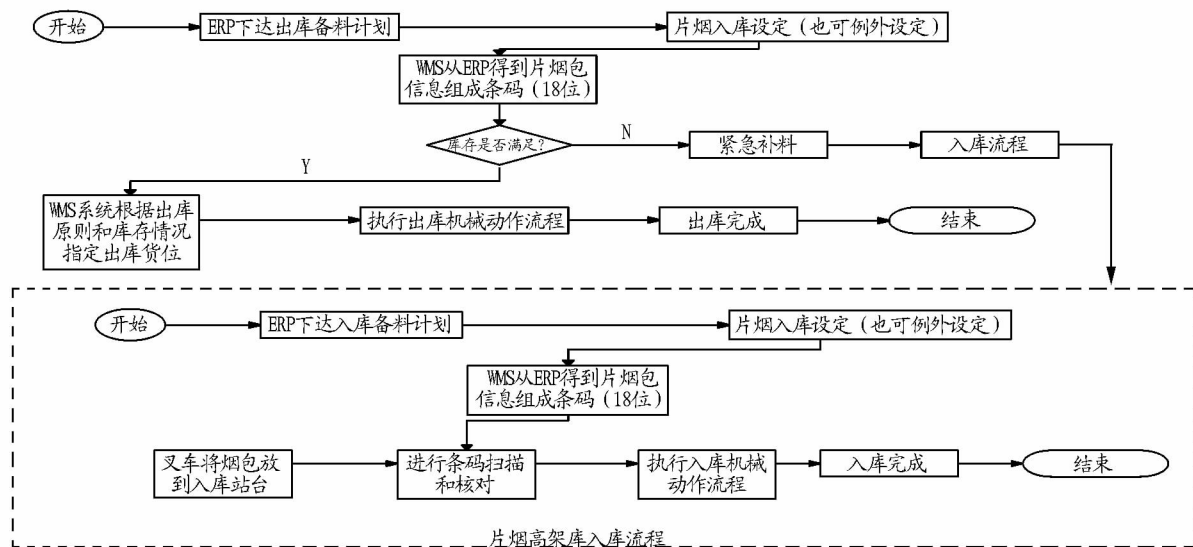 开始
ERP下达出库备料计划
片烟入库设定（也可例外设定）
WMS从ERP得到片烟包
信息组成条码（18位）
库存是否满足？
N
紧急补料
入库流程
Y
WMS系统根据出库
原则和库存情况
指定出库货位
执行出库机械动作流程
出库完成
结束
开始
ERP下达入库备料计划
片烟入库设定（也可例外设定）
WMS从ERP得到片烟包
信息组成条码（18位）
叉车将烟包放
到入库站台
进行条码扫描
和核对
执行入库机械
动作流程
入库完成
结束
片烟高架库入库流程